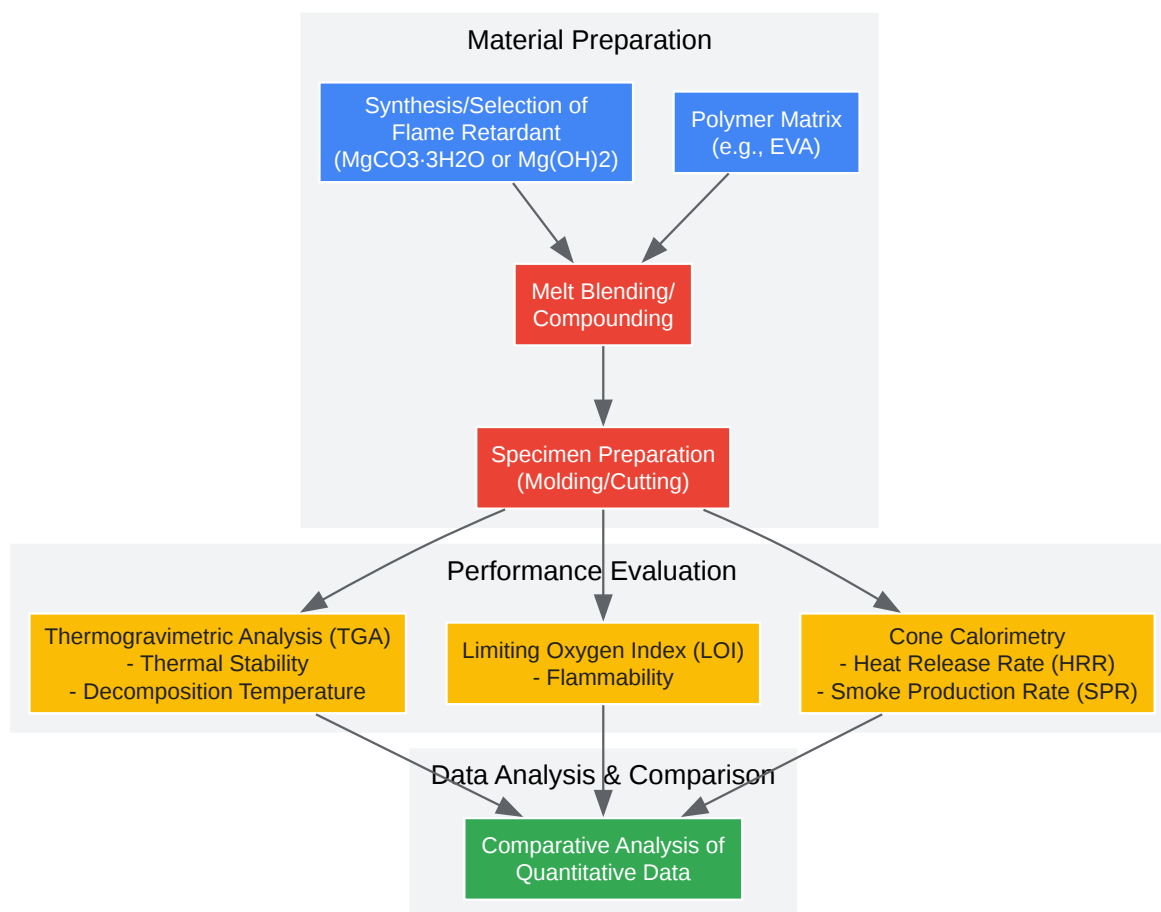 Material Preparation
Synthesis/Selection of
Flame Retardant
(MgCO3·3H2O or Mg(OH)2)
Polymer Matrix
(e.g., EVA)
Melt Blending/
Compounding
Specimen Preparation
(Molding/Cutting)
Performance Evaluation
Thermogravimetric Analysis (TGA)
- Thermal Stability
- Decomposition Temperature
Limiting Oxygen Index (LOI)
- Flammability
Cone Calorimetry
- Heat Release Rate (HRR)
- Smoke Production Rate (SPR)
Data Analysis & Comparison
Comparative Analysis of
Quantitative Data